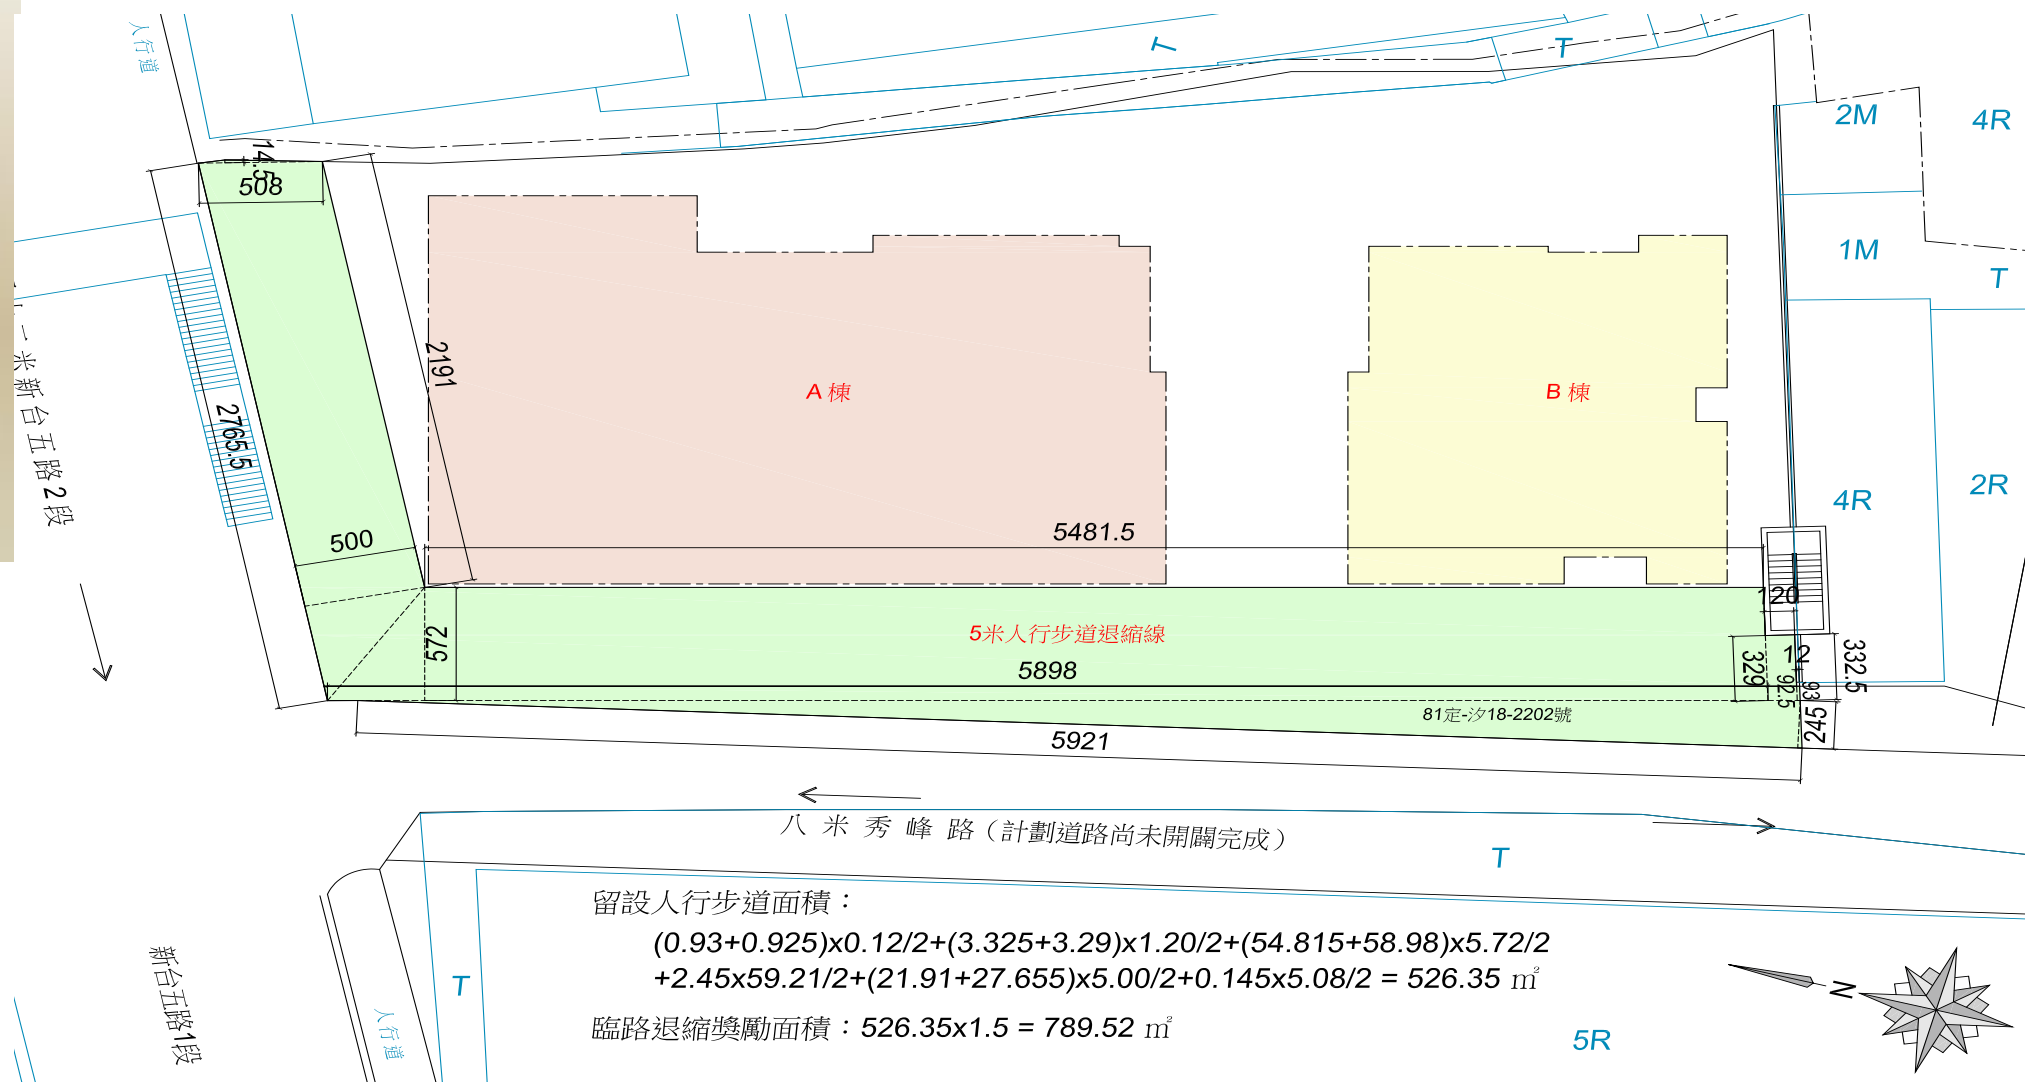 人行道
T
T
2M
4R
14.5
508
1M
T
2191
米新台五路2段
A 棟
B 棟
2765.5
4R
2R
500
5481.5
120
572
5米人行步道退縮線
5898
329
12
332.5
92.5
93
81定-汐18-2202號
245
5921
八 米 秀 峰 路（計劃道路尚未開闢完成）
T
留設人行步道面積：
(0.93+0.925)x0.12/2+(3.325+3.29)x1.20/2+(54.815+58.98)x5.72/2
+2.45x59.21/2+(21.91+27.655)x5.00/2+0.145x5.08/2 = 526.35 ㎡
臨路退縮獎勵面積：526.35x1.5 = 789.52 ㎡
T
新台五路1段
人行道
5R
N